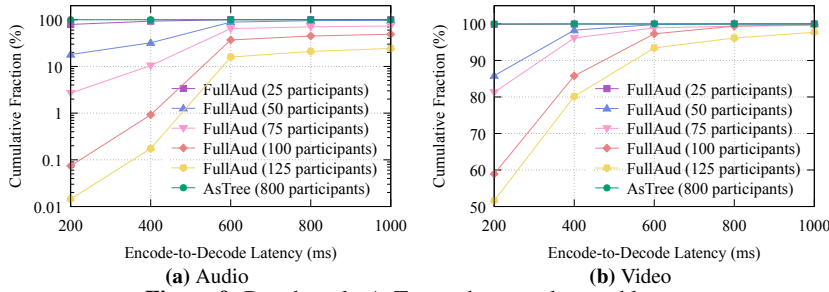 Cumulative Fraction (%)
100
10
1
0.1
0.01
FullAud (25 participants)
FullAud (50 participants)
FullAud (75 participants)
FullAud (100 participants)
FullAud (125 participants)
AsTree (800 participants)
200 400 600 800 1000
Encode-to-Decode Latency (ms)
(a) Audio
Cumulative Fraction (%)
100
90
80
70
60
50
FullAud (25 participants)
FullAud (50 participants)
FullAud (75 participants)
FullAud (100 participants)
FullAud (125 participants)
AsTree (800 participants)
200 400 600 800 1000
Encode-to-Decode Latency (ms)
(b) Video